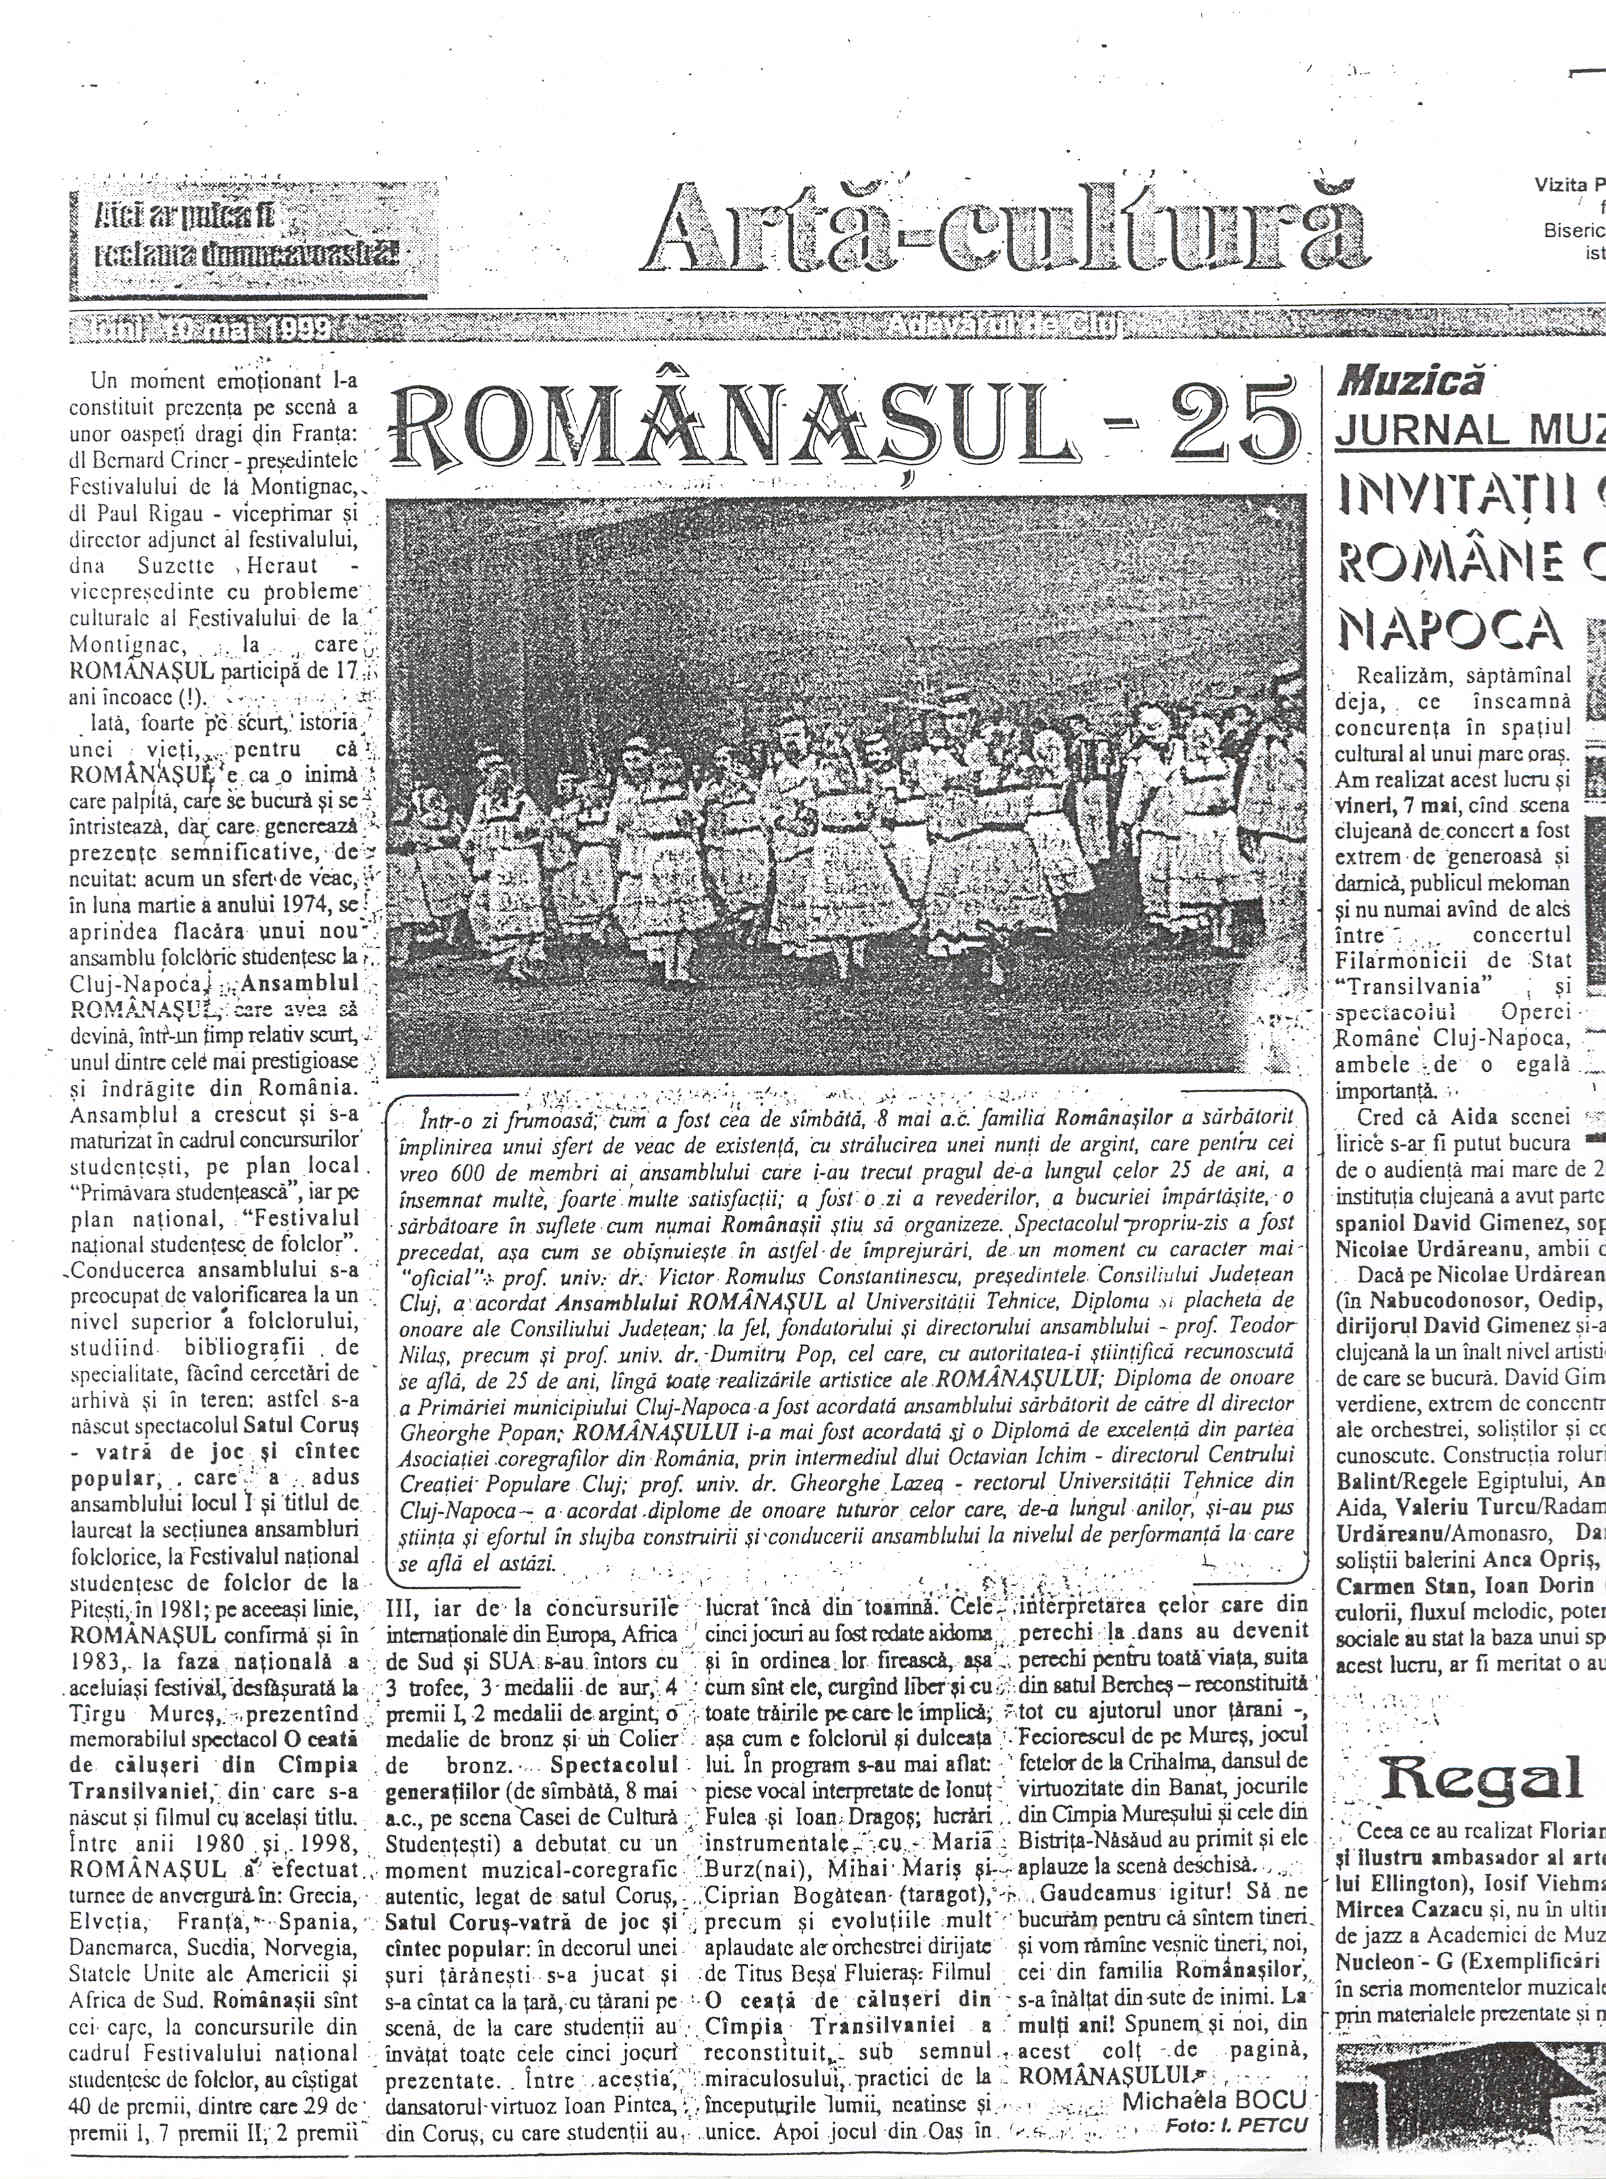 Aici ar putea fi
reclama domneavoastră!
Artă-cultură
Vizita P
f
Biseric
ist
luni, 10 mai 1999
Adevărul de Cluj
ROMÂNAȘUL - 25
Un moment emoționant l-a
constituit prezența pe scenă a
unor oaspeți dragi din Franța:
dl Bernard Criner - președintele
Festivalului de la Montignac,
dl Paul Rigau - viceprimar și
director adjunct al festivalului,
dna Suzette Heraut -
vicepreședinte cu probleme
culturale al Festivalului de la
Montignac, la care
ROMÂNAȘUL participă de 17
ani încoace (!).
Iată, foarte pe scurt, istoria
unei vieți, pentru că
ROMÂNAȘUL e ca o inimă
care palpită, care se bucură și se
întristează, dar care generează
prezențe semnificative, de
neuitat: acum un sfert de veac,
în luna martie a anului 1974, se
aprindea flacăra unui nou
ansamblu folcloric studențesc la
Cluj-Napoca, Ansamblul
ROMÂNAȘUL, care avea să
devină, într-un timp relativ scurt,
unul dintre cele mai prestigioase
și îndrăgite din România.
Ansamblul a crescut și s-a
maturizat în cadrul concursurilor
studențești, pe plan local
“Primăvara studențească”, iar pe
plan național, “Festivalul
național studențesc de folclor”.
Conducerea ansamblului s-a
preocupat de valorificarea la un
nivel superior a folclorului,
studiind bibliografii de
specialitate, făcînd cercetări de
arhivă și în teren; astfel s-a
născut spectacolul Satul Coruș
- vatră de joc și cîntec
popular, care a adus
ansamblului locul I și titlul de
laureat la secțiunea ansambluri
folclorice, la Festivalul național
studențesc de folclor de la
Pitești, în 1981; pe aceeași linie,
ROMÂNAȘUL confirmă și în
1983, la faza națională a
aceluiași festival, desfășurată la
Tîrgu Mureș, prezentînd
memorabilul spectacol O ceată
de călușeri din Cîmpia
Transilvaniei, din care s-a
născut și filmul cu același titlu.
Între anii 1980 și 1998,
ROMÂNAȘUL a efectuat
turnee de anvergură în: Grecia,
Elveția, Franța, Spania,
Danemarca, Suedia, Norvegia,
Statele Unite ale Americii și
Africa de Sud. Românașii sînt
cei care, la concursurile din
cadrul Festivalului național
studențesc de folclor, au cîștigat
40 de premii, dintre care 29 de
premii I, 7 premii II, 2 premii
Într-o zi frumoasă, cum a fost cea de sîmbătă, 8 mai a.c. familia Românașilor a sărbătorit
împlinirea unui sfert de veac de existență, cu strălucirea unei nunți de argint, care pentru cei
vreo 600 de membri ai ansamblului care i-au trecut pragul de-a lungul celor 25 de ani, a
însemnat multe, foarte multe satisfacții; a fost o zi a revederilor, a bucuriei împărtășite, o
sărbătoare în suflete cum numai Românașii știu să organizeze. Spectacolul propriu-zis a fost
precedat, așa cum se obișnuiește în astfel de împrejurări, de un moment cu caracter mai
“oficial”: prof. univ. dr. Victor Romulus Constantinescu, președintele Consiliului Județean
Cluj, a acordat Ansamblului ROMÂNAȘUL al Universității Tehnice, Diploma și placheta de
onoare ale Consiliului Județean; la fel, fondatorului și directorului ansamblului - prof. Teodor
Nilaș, precum și prof. univ. dr. Dumitru Pop, cel care, cu autoritatea-i științifică recunoscută
se află, de 25 de ani, lîngă toate realizările artistice ale ROMÂNAȘULUI; Diploma de onoare
a Primăriei municipiului Cluj-Napoca a fost acordată ansamblului sărbătorit de către dl director
Gheorghe Popan; ROMÂNAȘULUI i-a mai fost acordată și o Diplomă de excelență din partea
Asociației coregrafilor din România, prin intermediul dlui Octavian Ichim - directorul Centrului
Creației Populare Cluj; prof. univ. dr. Gheorghe Lazea - rectorul Universității Tehnice din
Cluj-Napoca - a acordat diplome de onoare tuturor celor care, de-a lungul anilor, și-au pus
știința și efortul în slujba construirii și conducerii ansamblului la nivelul de performanță la care
se află el astăzi.
III, iar de la concursurile
internaționale din Europa, Africa
de Sud și SUA s-au întors cu
3 trofee, 3 medalii de aur, 4
premii I, 2 medalii de argint, o
medalie de bronz și un Colier
de bronz. Spectacolul
generațiilor (de sîmbătă, 8 mai
a.c., pe scena Casei de Cultură
Studențești) a debutat cu un
moment muzical-coregrafic
autentic, legat de satul Coruș,
Satul Coruș-vatră de joc și
cîntec popular: în decorul unei
șuri țărănești s-a jucat și
s-a cîntat ca la țară, cu țărani pe
scenă, de la care studenții au
învățat toate cele cinci jocuri
prezentate. Între aceștia,
dansatorul virtuoz Ioan Pintea,
din Coruș, cu care studenții au
lucrat încă din toamnă. Cele
cinci jocuri au fost redate aidoma
și în ordinea lor firească, așa
cum sînt ele, curgînd liber și cu
toate trăirile pe care le implică,
așa cum e folclorul și dulceața
lui. În program s-au mai aflat:
piese vocal interpretate de Ionuț
Fulea și Ioan Dragoș; lucrări
instrumentale cu Maria
Burz(nai), Mihai Mariș și
Ciprian Bogătean (taragot),
precum și evoluțiile mult
aplaudate ale orchestrei dirijate
de Titus Beșa Fluieraș. Filmul
O ceată de călușeri din
Cîmpia Transilvaniei a
reconstituit, sub semnul
miraculosului, practici de la
începuturile lumii, neatinse și
unice. Apoi jocul din Oaș în
interpretarea celor care din
perechi la dans au devenit
perechi pentru toată viața, suita
din satul Bercheș – reconstituită
tot cu ajutorul unor țărani -,
Feciorescul de pe Mureș, jocul
fetelor de la Crihalma, dansul de
virtuozitate din Banat, jocurile
din Cîmpia Mureșului și cele din
Bistrița-Năsăud au primit și ele
aplauze la scenă deschisă.
Gaudeamus igitur! Să ne
bucurăm pentru că sîntem tineri
și vom rămîne veșnic tineri, noi,
cei din familia Românașilor,
s-a înălțat din sute de inimi. La
mulți ani! Spunem și noi, din
acest colț de pagină,
ROMÂNAȘULUI.
Michaela BOCU
Foto: I. PETCU
Muzică
JURNAL MUZ
INVITAȚII
ROMÂNE C
NAPOCA
Realizăm, săptămînal
deja, ce înseamnă
concurența în spațiul
cultural al unui mare oraș.
Am realizat acest lucru și
vineri, 7 mai, cînd scena
clujeană de concert a fost
extrem de generoasă și
darnică, publicul meloman
și nu numai avînd de ales
între concertul
Filarmonicii de Stat
“Transilvania” și
spectacolul Operei
Române Cluj-Napoca,
ambele de o egală
importanță.
Cred că Aida scenei
lirice s-ar fi putut bucura
de o audiență mai mare de 2
instituția clujeană a avut parte
spaniol David Gimenez, sop
Nicolae Urdăreanu, ambii c
Dacă pe Nicolae Urdărean
(în Nabucodonosor, Oedip,
dirijorul David Gimenez și-a
clujeană la un înalt nivel artisti
de care se bucură. David Gim
verdiene, extrem de concentr
ale orchestrei, soliștilor și co
cunoscute. Construcția roluri
Balint/Regele Egiptului, An
Aida, Valeriu Turcu/Radam
Urdăreanu/Amonasro, Da
soliștii balerini Anca Opriș,
Carmen Stan, Ioan Dorin
culorii, fluxul melodic, poten
sociale au stat la baza unui sp
acest lucru, ar fi meritat o au
Regal
Ceea ce au realizat Florian
și ilustru ambasador al arte
lui Ellington), Iosif Viehma
Mircea Cazacu și, nu în ultim
de jazz a Academiei de Muz
Nucleon - G (Exemplificări
în seria momentelor muzicale
prin materialele prezentate și m